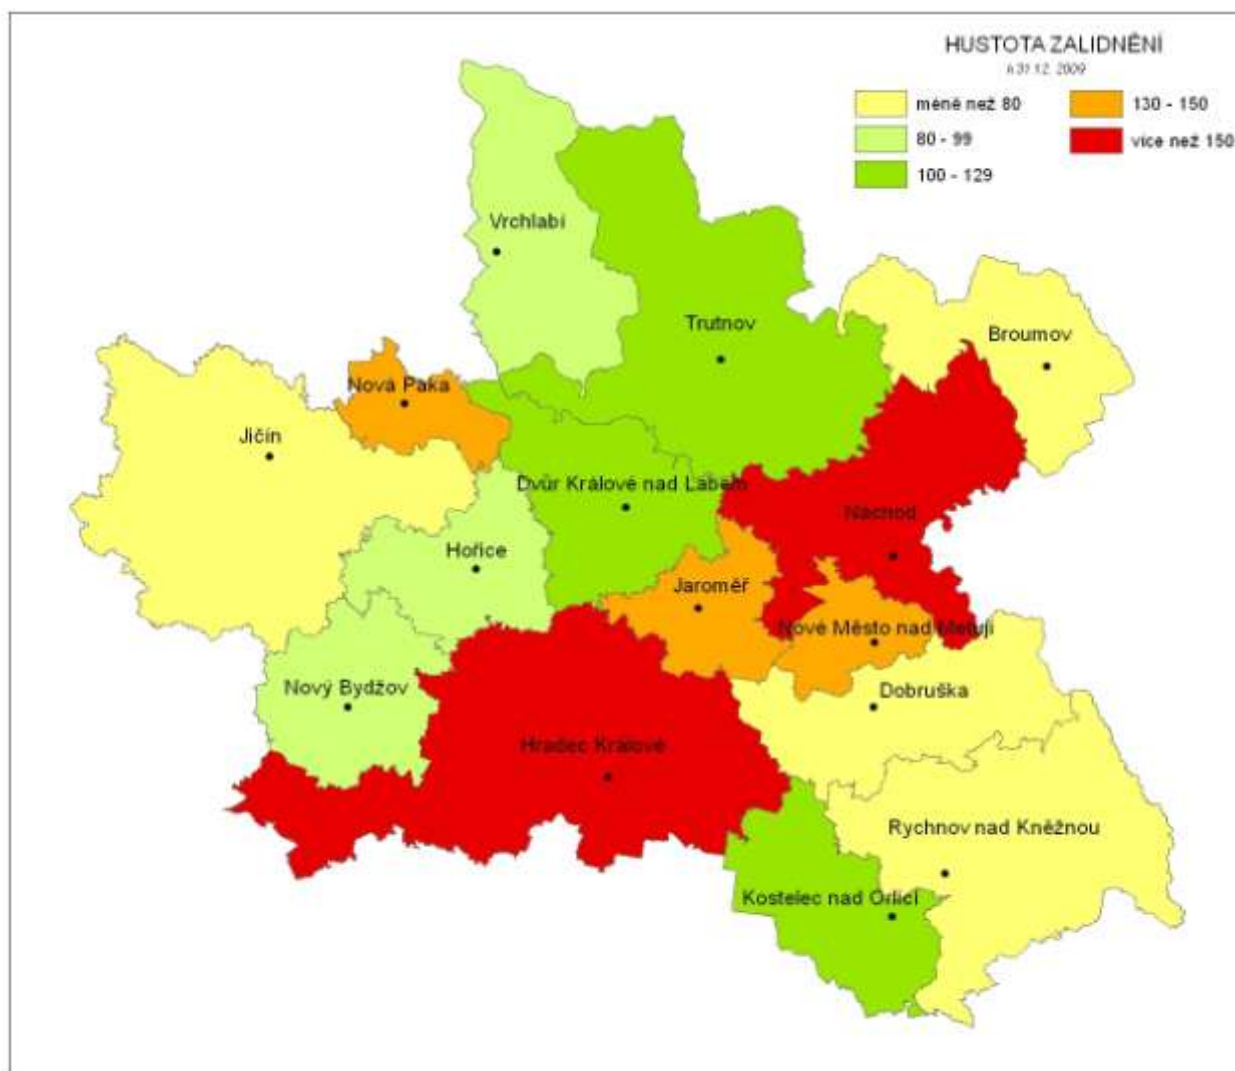 HUSTOTA ZALIDNĚNÍ
k 31.12. 2009
méně než 80
130 - 150
80 - 99
více než 150
100 - 129
Vrchlabí
Trutnov
Broumov
Nová Paka
Jičín
Dvůr Králové nad Labem
Náchod
Hořice
Jaroměř
Nové Město nad Metují
Nový Bydžov
Dobruška
Hradec Králové
Rychnov nad Kněžnou
Kostelec nad Orlicí